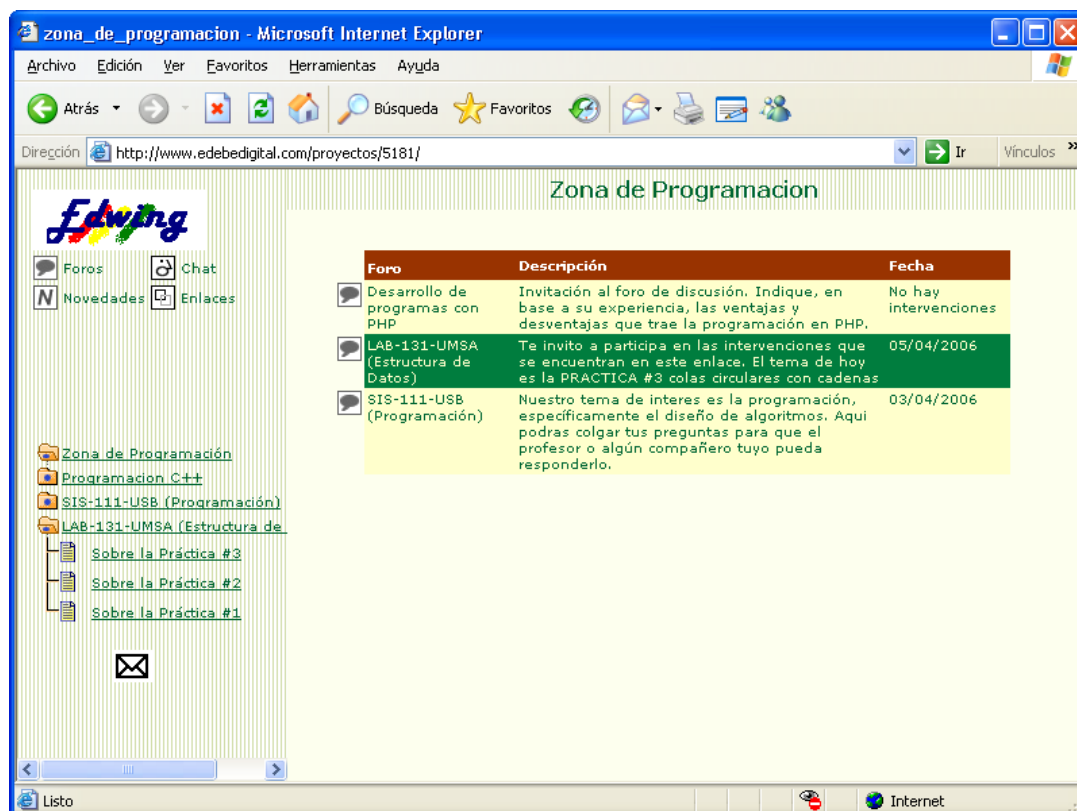 zona_de_programacion - Microsoft Internet Explorer
Archivo Edición Ver Favoritos Herramientas Ayuda
Atrás Búsqueda Favoritos
Dirección http://www.edebedigital.com/proyectos/5181/ Ir Vínculos »
Edwing
Foros Chat
N Novedades Enlaces
Zona de Programación
Programacion C++
SIS-111-USB (Programación)
LAB-131-UMSA (Estructura de
Sobre la Práctica #3
Sobre la Práctica #2
Sobre la Práctica #1
Zona de Programacion
Foro Descripción Fecha
Desarrollo de
programas con
PHP
Invitación al foro de discusión. Indique, en
base a su experiencia, las ventajas y
desventajas que trae la programación en PHP.
No hay
intervenciones
LAB-131-UMSA
(Estructura de
Datos)
Te invito a participa en las intervenciones que
se encuentran en este enlace. El tema de hoy
es la PRACTICA #3 colas circulares con cadenas
05/04/2006
SIS-111-USB
(Programación)
Nuestro tema de interes es la programación,
específicamente el diseño de algoritmos. Aqui
podras colgar tus preguntas para que el
profesor o algún compañero tuyo pueda
responderlo.
03/04/2006
Listo Internet